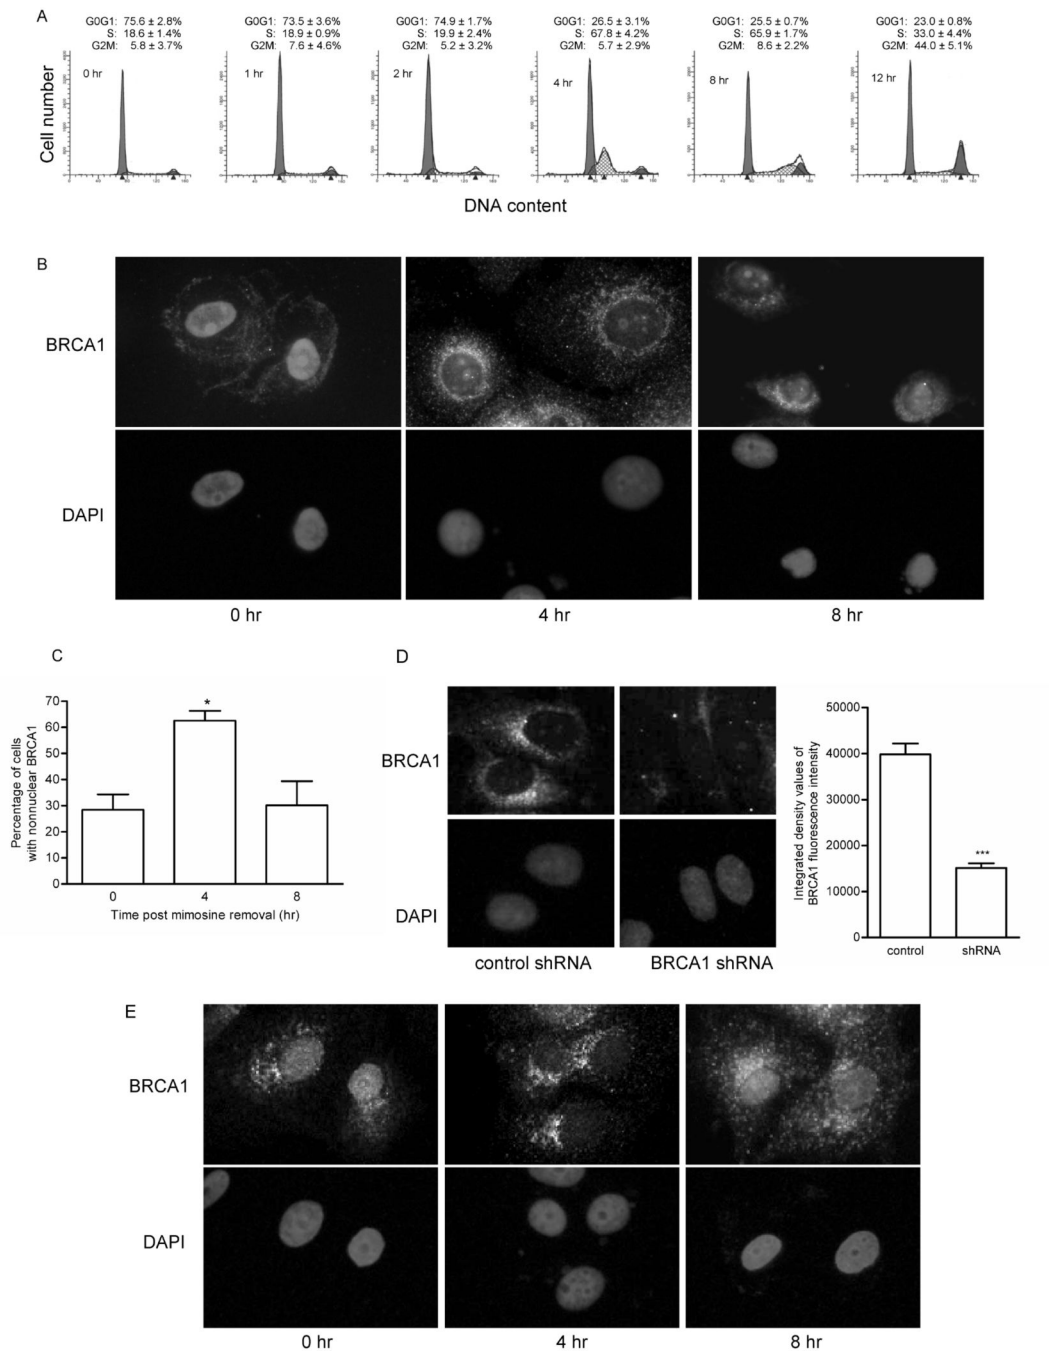 A
G0G1: 75.6 ± 2.8%
S: 18.6 ± 1.4%
G2M: 5.8 ± 3.7%
G0G1: 73.5 ± 3.6%
S: 18.9 ± 0.9%
G2M: 7.6 ± 4.6%
G0G1: 74.9 ± 1.7%
S: 19.9 ± 2.4%
G2M: 5.2 ± 3.2%
G0G1: 26.5 ± 3.1%
S: 67.8 ± 4.2%
G2M: 5.7 ± 2.9%
G0G1: 25.5 ± 0.7%
S: 65.9 ± 1.7%
G2M: 8.6 ± 2.2%
G0G1: 23.0 ± 0.8%
S: 33.0 ± 4.4%
G2M: 44.0 ± 5.1%
0 hr
1 hr
2 hr
4 hr
8 hr
12 hr
Cell number
DNA content
B
BRCA1
DAPI
0 hr
4 hr
8 hr
C
Percentage of cells
with nonnuclear BRCA1
70
60
50
40
30
20
10
0
*
0
4
8
Time post mimosine removal (hr)
D
BRCA1
DAPI
control shRNA
BRCA1 shRNA
Integrated density values of
BRCA1 fluorescence intensity
50000
40000
30000
20000
10000
0
***
control
shRNA
E
BRCA1
DAPI
0 hr
4 hr
8 hr